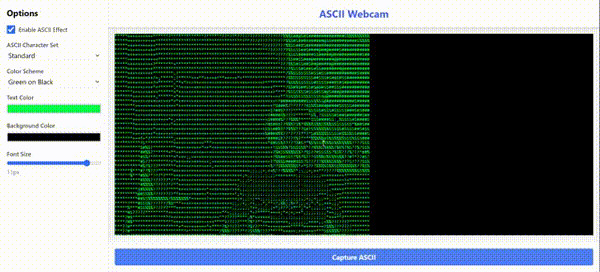 Options
ASCII Webcam
Enable ASCII Effect
ASCII Character Set
Standard
Color Scheme
Green on Black
Text Color
Background Color
Font Size
11px
Capture ASCII